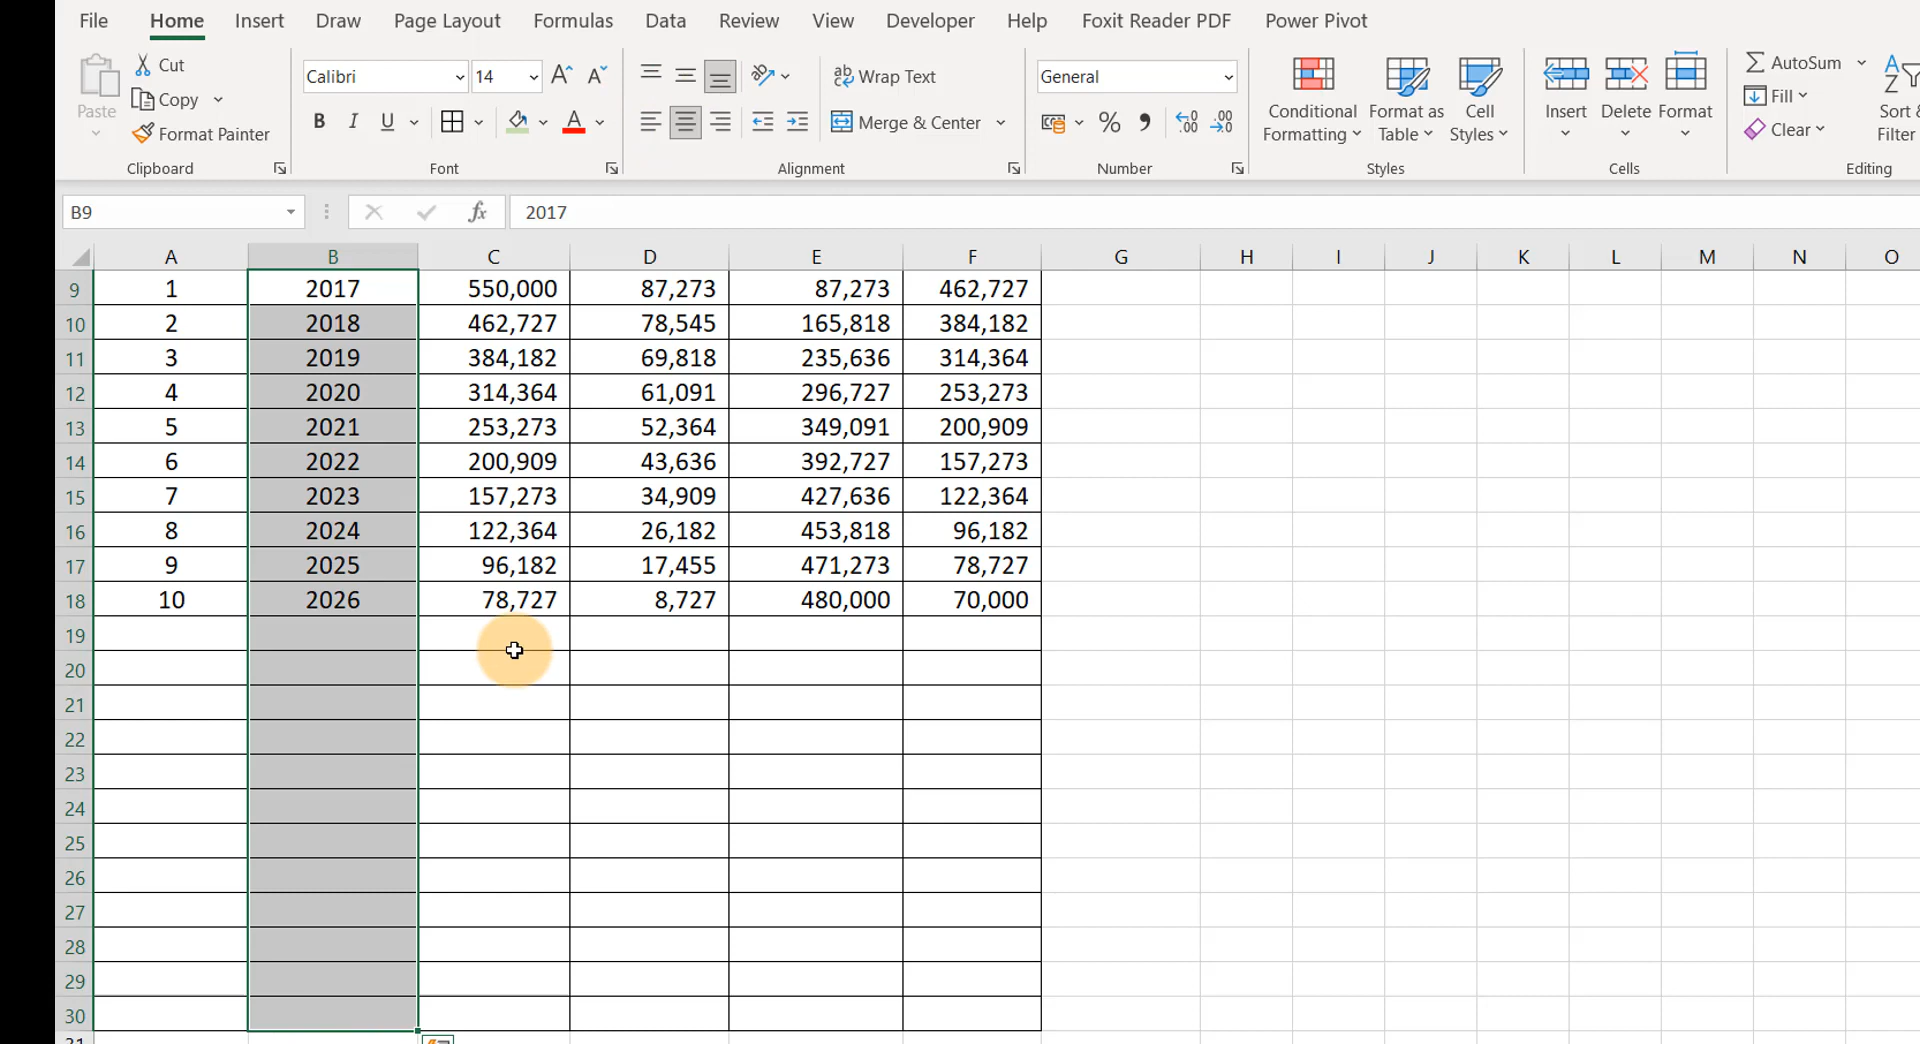 File Home Insert Draw Page Layout Formulas Data Review View Developer Help Foxit Reader PDF Power Pivot
Paste
Cut
Copy
Format Painter
Clipboard
Calibri 14
B I U
Font
Wrap Text
Merge & Center
Alignment
General
% 9
.00
.00
Number
Conditional Formatting
Format as Table
Cell Styles
Styles
Insert Delete Format
Cells
AutoSum
Fill
Clear
Sort &
Filter
Editing
B9 fx 2017
A B C D E F G H I J K L M N O
9 1 2017 550,000 87,273 87,273 462,727
10 2 2018 462,727 78,545 165,818 384,182
11 3 2019 384,182 69,818 235,636 314,364
12 4 2020 314,364 61,091 296,727 253,273
13 5 2021 253,273 52,364 349,091 200,909
14 6 2022 200,909 43,636 392,727 157,273
15 7 2023 157,273 34,909 427,636 122,364
16 8 2024 122,364 26,182 453,818 96,182
17 9 2025 96,182 17,455 471,273 78,727
18 10 2026 78,727 8,727 480,000 70,000
19
20
21
22
23
24
25
26
27
28
29
30
31